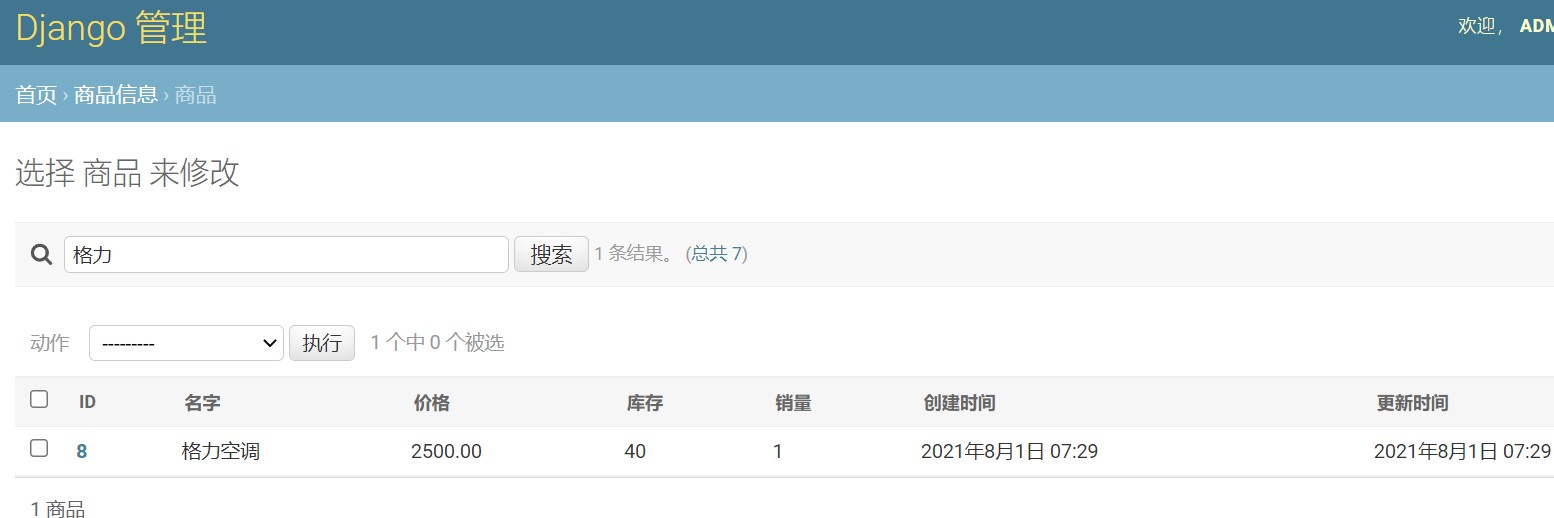 Django 管理
欢迎， ADM
首页 › 商品信息 › 商品
选择 商品 来修改
格力 搜索 1 条结果。 (总共 7)
动作 --------- 执行 1 个中 0 个被选
ID 名字 价格 库存 销量 创建时间 更新时间
8 格力空调 2500.00 40 1 2021年8月1日 07:29 2021年8月1日 07:29
1 商品